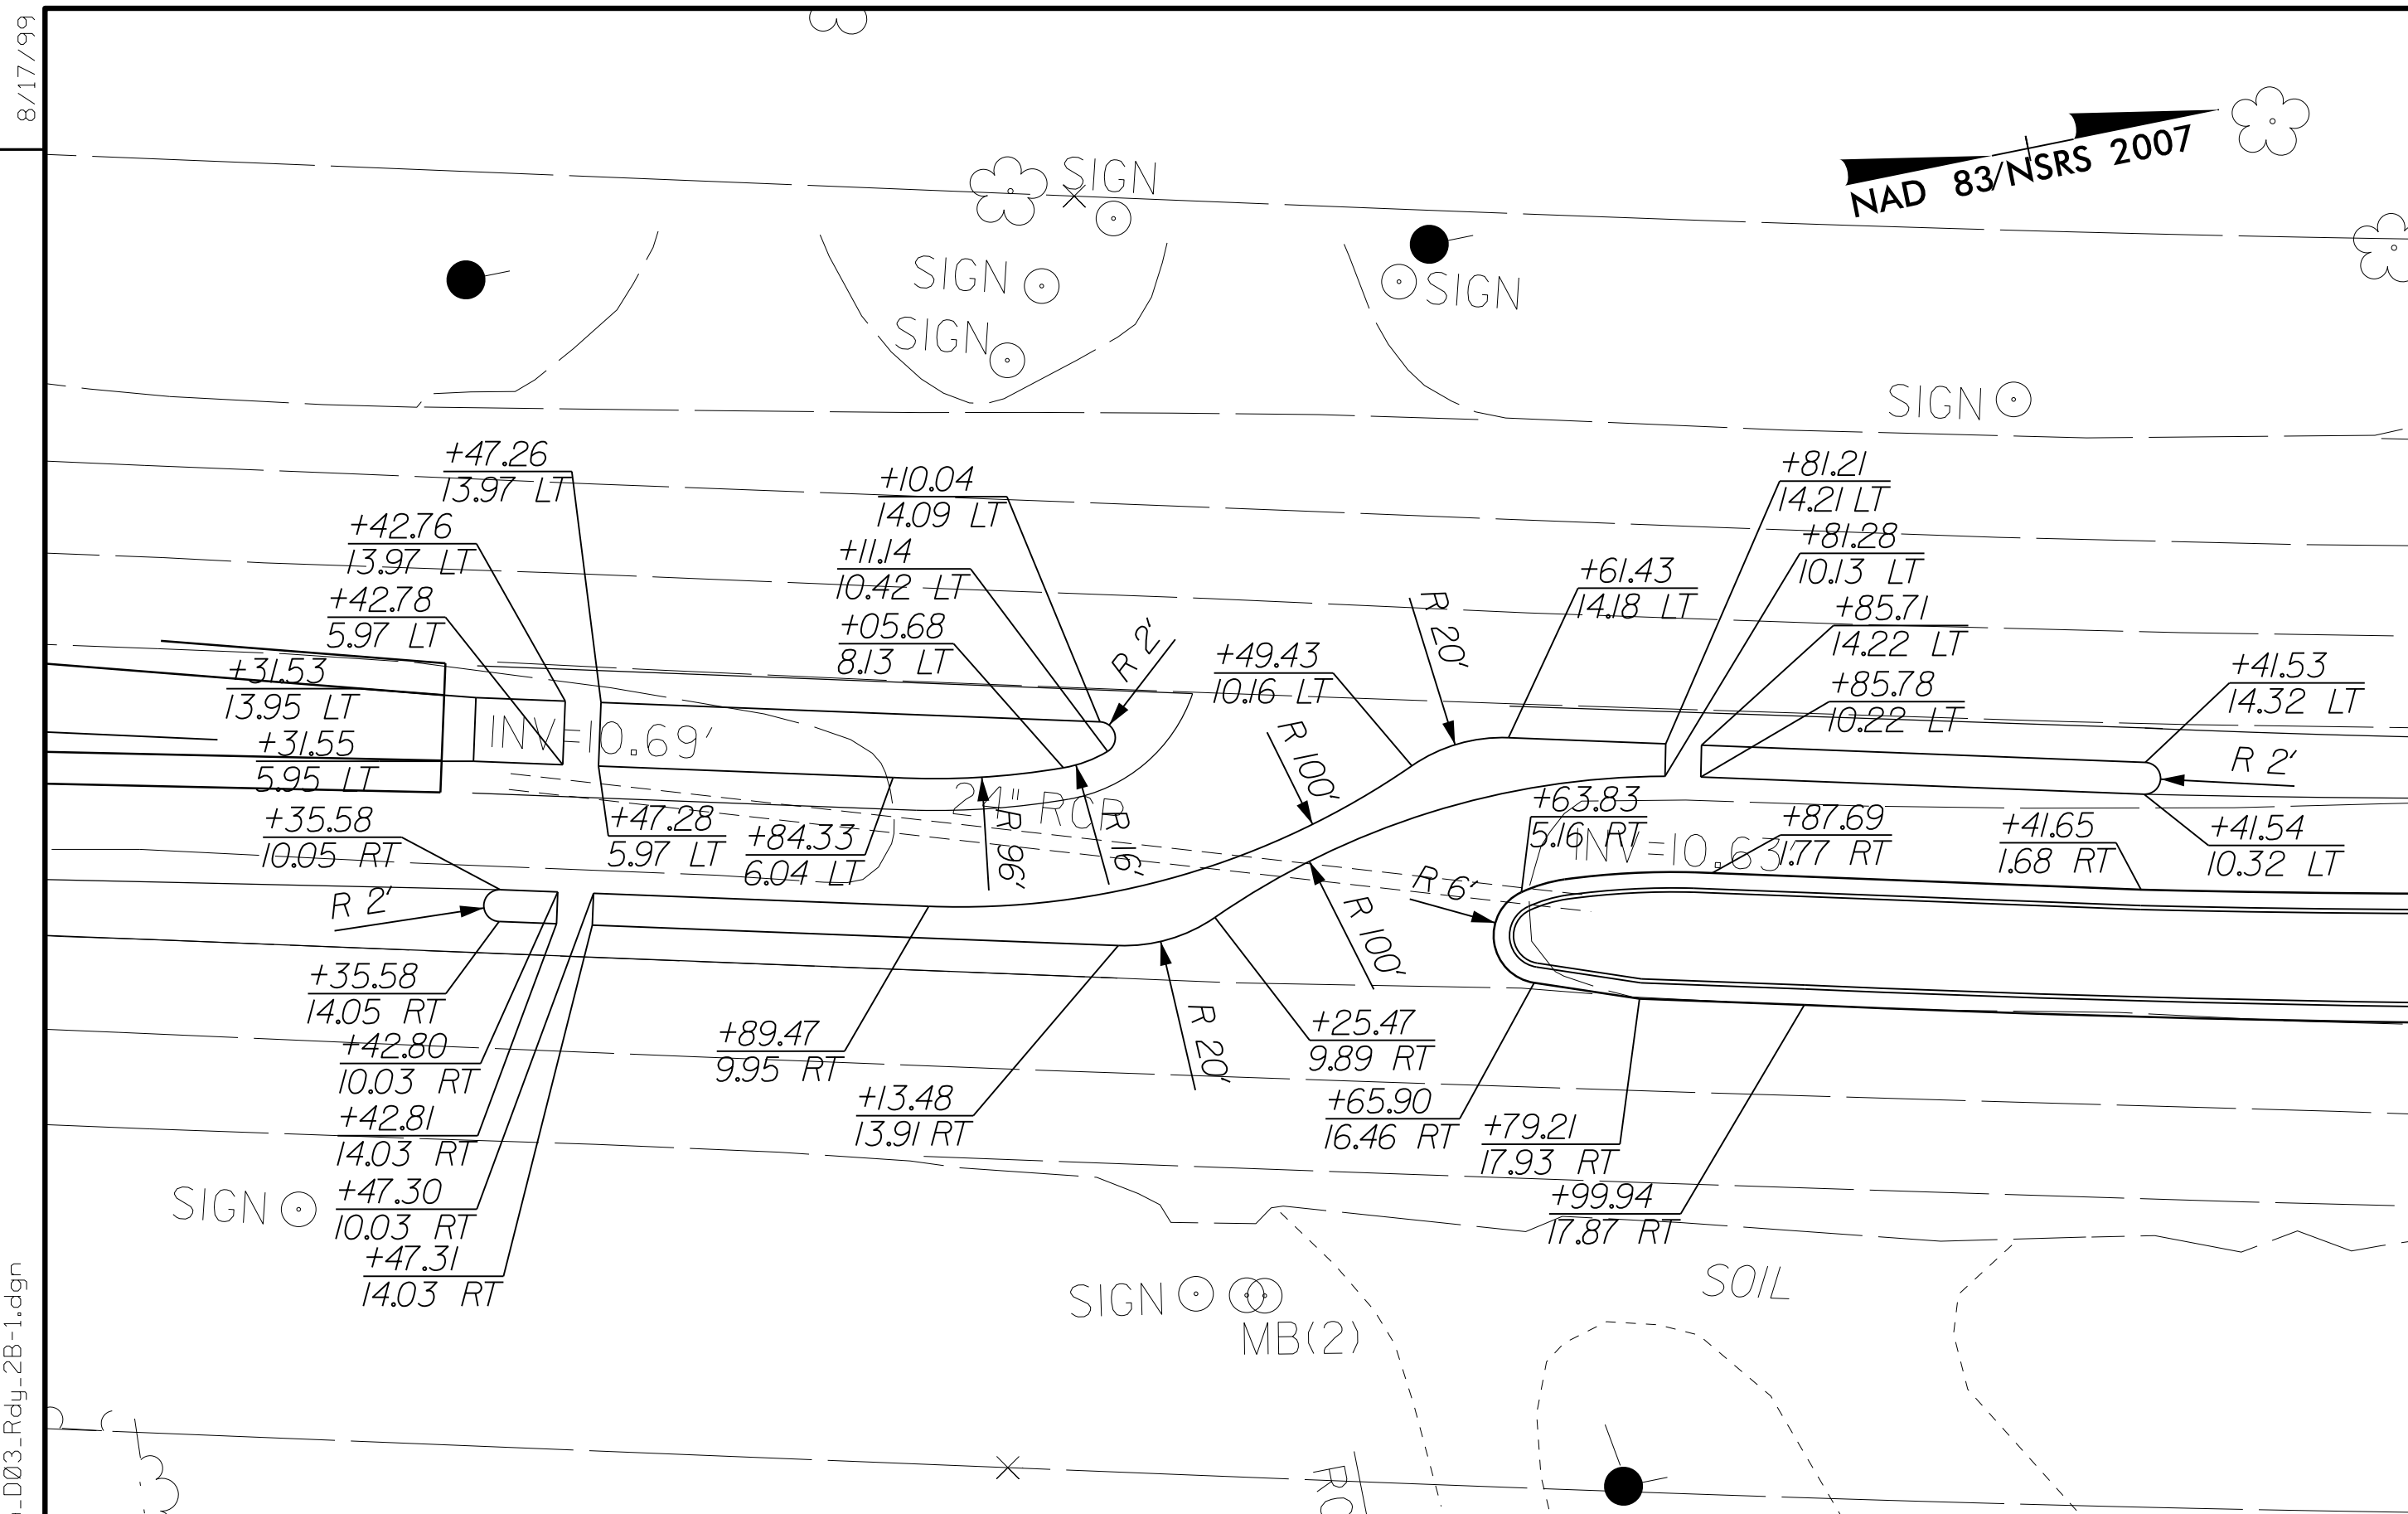 8/17/99
SIGN
NAD 83/NSRS 2007
SIGN
SIGN
SIGN
SIGN
+47.26
13.97 LT
+10.04
14.09 LT
+81.21
14.21 LT
+42.76
13.97 LT
+11.14
10.42 LT
+81.28
10.13 LT
+61.43
14.18 LT
+42.78
5.97 LT
+05.68
8.13 LT
R 2'
R 20'
+85.71
14.22 LT
+31.53
13.95 LT
+49.43
10.16 LT
+85.78
10.22 LT
+41.53
14.32 LT
INV=10.69'
R 100'
+31.55
5.95 LT
R 2'
24" RCP
+35.58
10.05 RT
+47.28
5.97 LT
+84.33
6.04 LT
R 96'
R 16'
+63.83
5.16 RT
INV=10.63'
+87.69
1.77 RT
+41.65
1.68 RT
+41.54
10.32 LT
R 2'
R 6'
R 100'
+35.58
14.05 RT
+42.80
10.03 RT
+89.47
9.95 RT
R 20'
+25.47
9.89 RT
+42.81
14.03 RT
+13.48
13.91 RT
+65.90
16.46 RT
+79.21
17.93 RT
+47.30
10.03 RT
SIGN
+99.94
17.87 RT
+47.31
14.03 RT
SIGN
MB(2)
SOIL
_D03_Rdy_2B-1.dgn